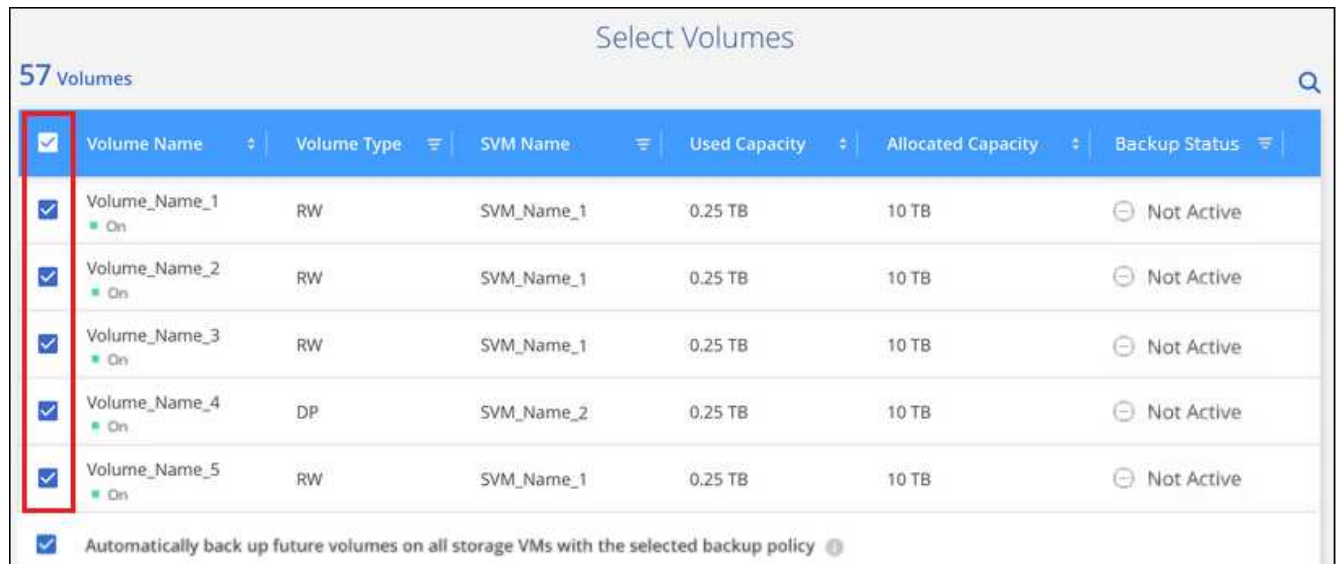 Select Volumes
57 Volumes
Volume Name Volume Type SVM Name Used Capacity Allocated Capacity Backup Status
Volume_Name_1 RW SVM_Name_1 0.25 TB 10 TB Not Active
On
Volume_Name_2 RW SVM_Name_1 0.25 TB 10 TB Not Active
On
Volume_Name_3 RW SVM_Name_1 0.25 TB 10 TB Not Active
On
Volume_Name_4 DP SVM_Name_2 0.25 TB 10 TB Not Active
On
Volume_Name_5 RW SVM_Name_1 0.25 TB 10 TB Not Active
On
Automatically back up future volumes on all storage VMs with the selected backup policy